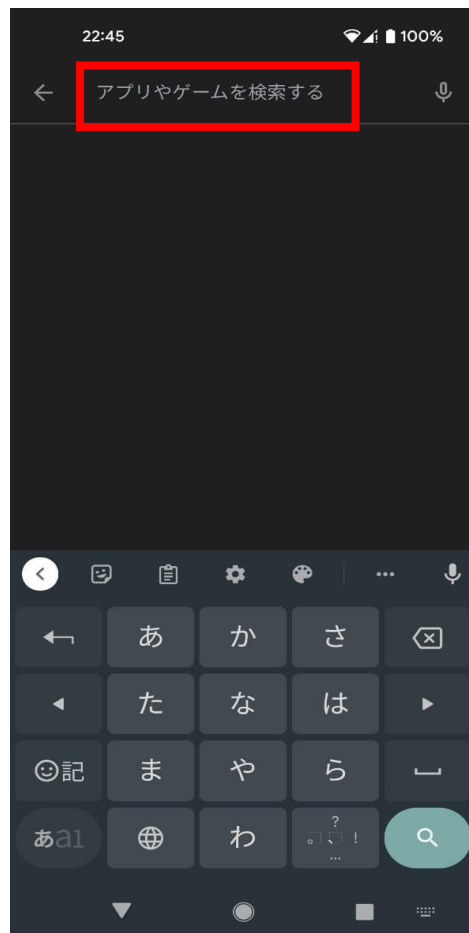 22:45 100%
アプリやゲームを検索する
あ か さ
た な は
記 ま や ら
あa1 わ 。、?!…